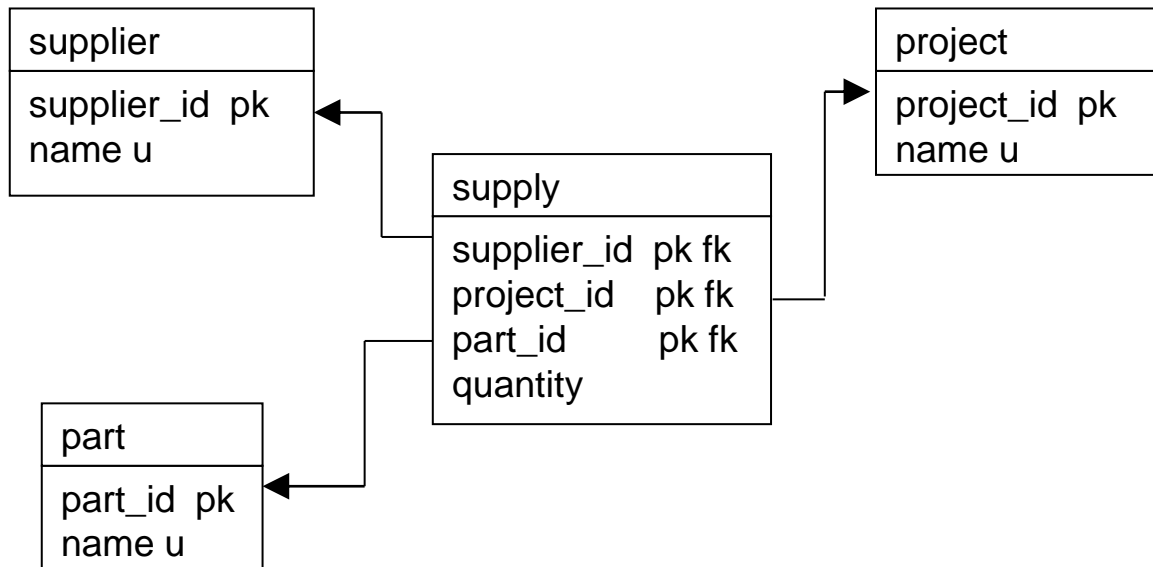 supplier
supplier_id pk
name u
project
project_id pk
name u
supply
supplier_id pk fk
project_id pk fk
part_id pk fk
quantity
part
part_id pk
name u